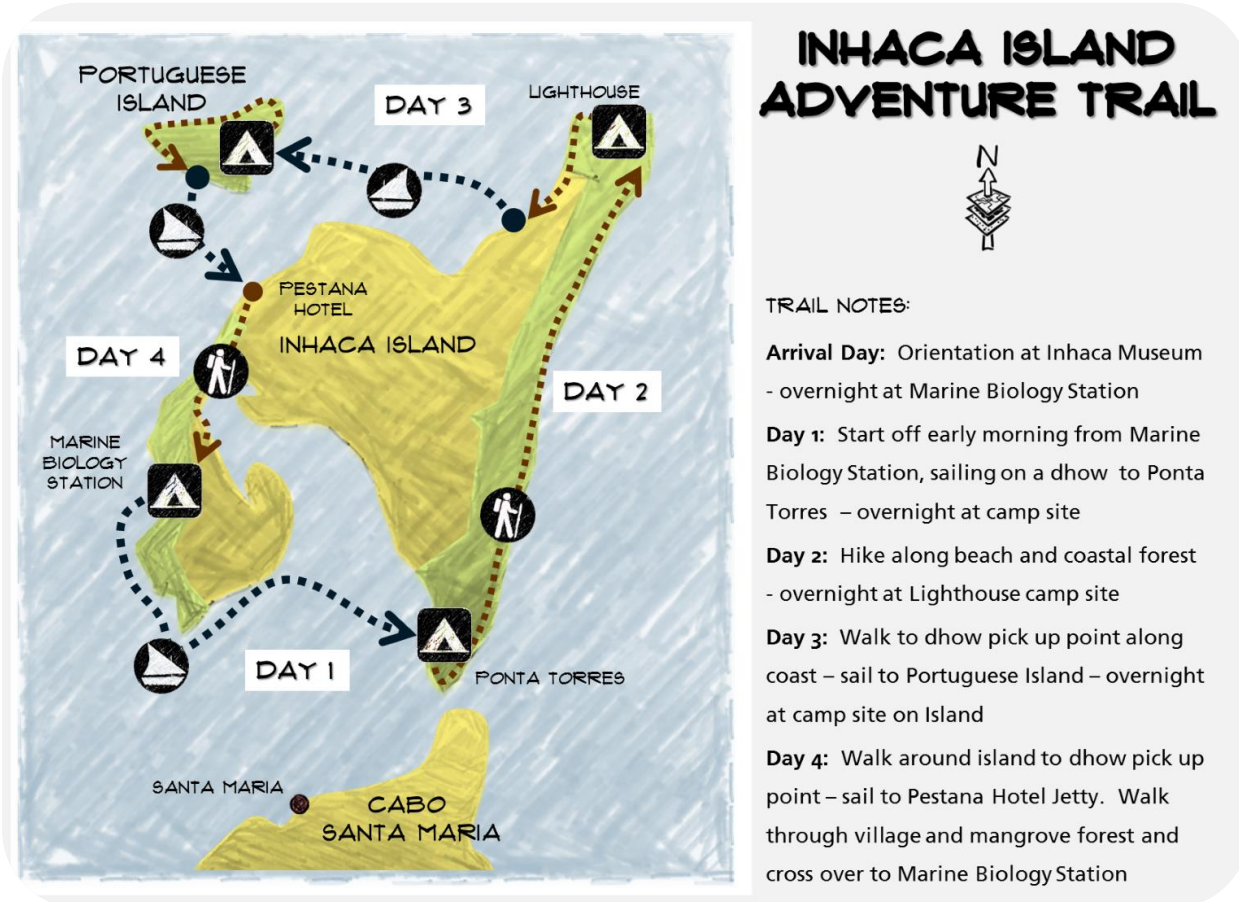 PORTUGUESE
ISLAND
DAY 3
LIGHTHOUSE
PESTANA
HOTEL
INHACA ISLAND
DAY 4
DAY 2
MARINE
BIOLOGY
STATION
DAY 1
PONTA TORRES
SANTA MARIA
CABO
SANTA MARIA
INHACA ISLAND
ADVENTURE TRAIL
N
TRAIL NOTES:
Arrival Day: Orientation at Inhaca Museum
- overnight at Marine Biology Station
Day 1: Start off early morning from Marine
Biology Station, sailing on a dhow to Ponta
Torres – overnight at camp site
Day 2: Hike along beach and coastal forest
- overnight at Lighthouse camp site
Day 3: Walk to dhow pick up point along
coast – sail to Portuguese Island – overnight
at camp site on Island
Day 4: Walk around island to dhow pick up
point – sail to Pestana Hotel Jetty. Walk
through village and mangrove forest and
cross over to Marine Biology Station